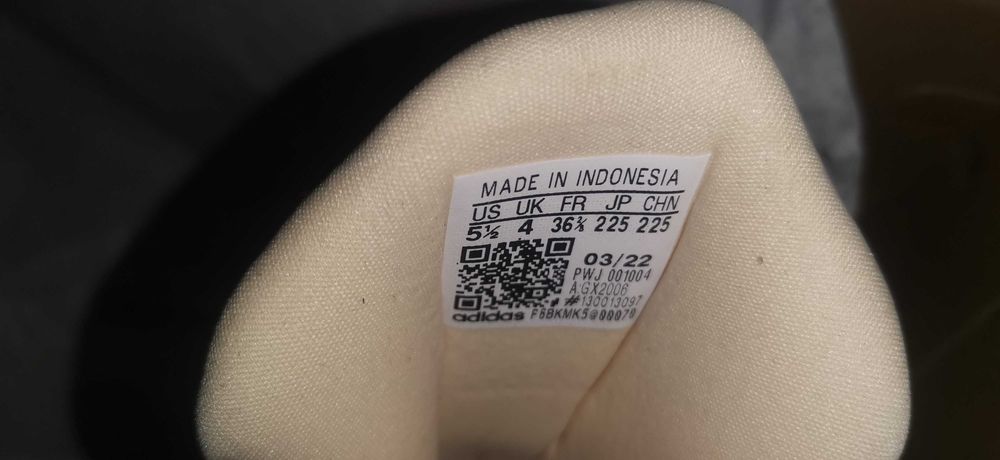 MADE IN INDONESIA
US UK FR JP CHN
5½ 4 36⅔ 225 225
03/22
PWJ 001004
A.GX2006
#130013097
adidas F6BKMK5@00070